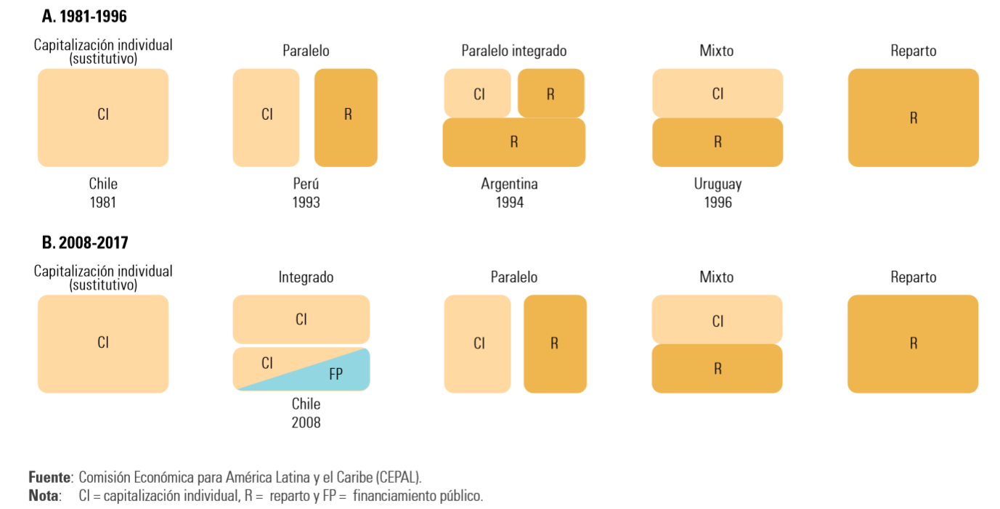 A. 1981-1996
Capitalización individual
(sustitutivo)
Paralelo
Paralelo integrado
Mixto
Reparto
CI
CI
R
CI
R
R
CI
R
R
Chile
1981
Perú
1993
Argentina
1994
Uruguay
1996
B. 2008-2017
Capitalización individual
(sustitutivo)
Integrado
Paralelo
Mixto
Reparto
CI
CI
CI
FP
CI
R
CI
R
R
Chile
2008
Fuente: Comisión Económica para América Latina y el Caribe (CEPAL).
Nota: CI = capitalización individual, R = reparto y FP = financiamiento público.